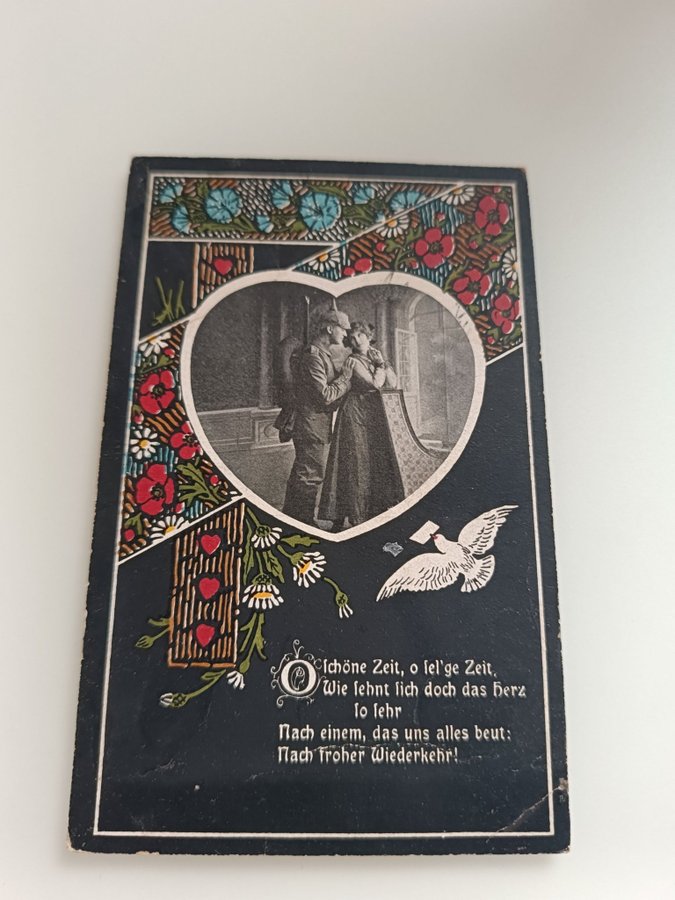 O schöne Zeit, o sel'ge Zeit,
Wie sehnt sich doch das Herz
so sehr
Nach einem, das uns alles beut:
Nach froher Wiederkehr!